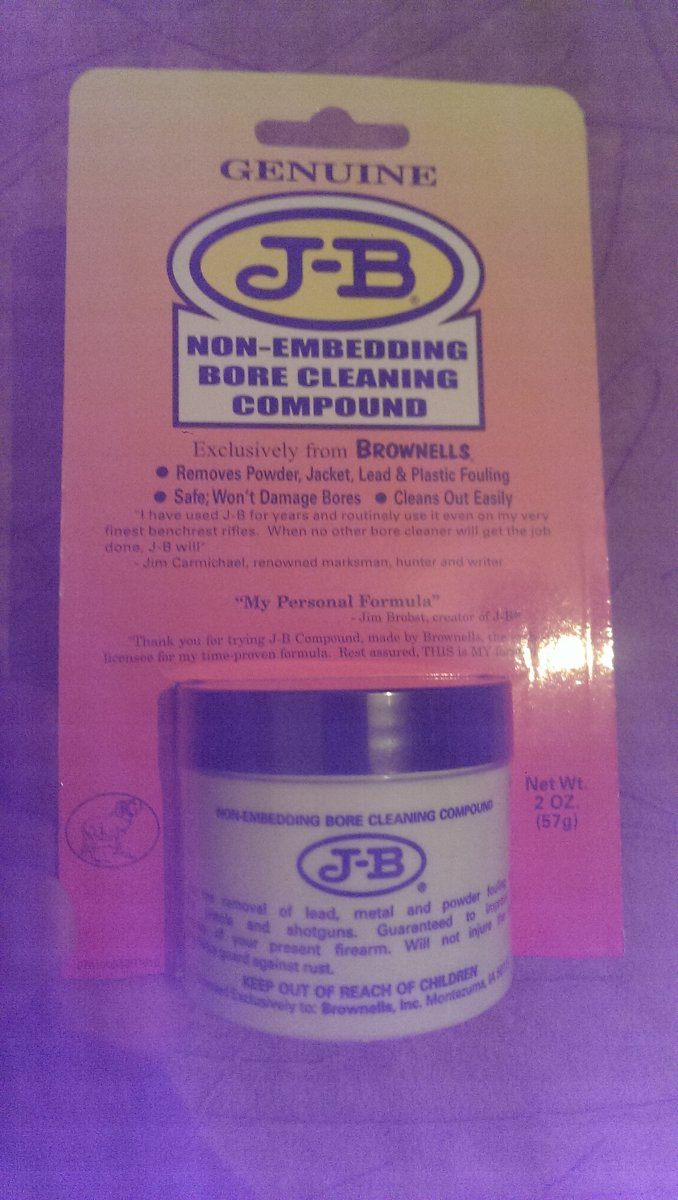 GENUINE
J-B®
NON-EMBEDDING
BORE CLEANING
COMPOUND
Exclusively from BROWNELLS
• Removes Powder, Jacket, Lead & Plastic Fouling
• Safe; Won't Damage Bores • Cleans Out Easily
"I have used J-B for years and routinely use it even on my very
finest benchrest rifles. When no other bore cleaner will get the job
done, J-B will"
- Jim Carmichael, renowned marksman, hunter and writer
"My Personal Formula"
- Jim Brobst, creator of J-B®
"Thank you for trying J-B Compound, made by Brownells, the
licensee for my time-proven formula. Rest assured, THIS is MY
Net Wt.
2 OZ.
(57g)
NON-EMBEDDING BORE CLEANING COMPOUND
J-B®
removal of lead, metal and powder fouling
and shotguns. Guaranteed to
of your present firearm. Will not injure the
guard against rust.
KEEP OUT OF REACH OF CHILDREN
Exclusively to: Brownells, Inc. Montezuma, IA